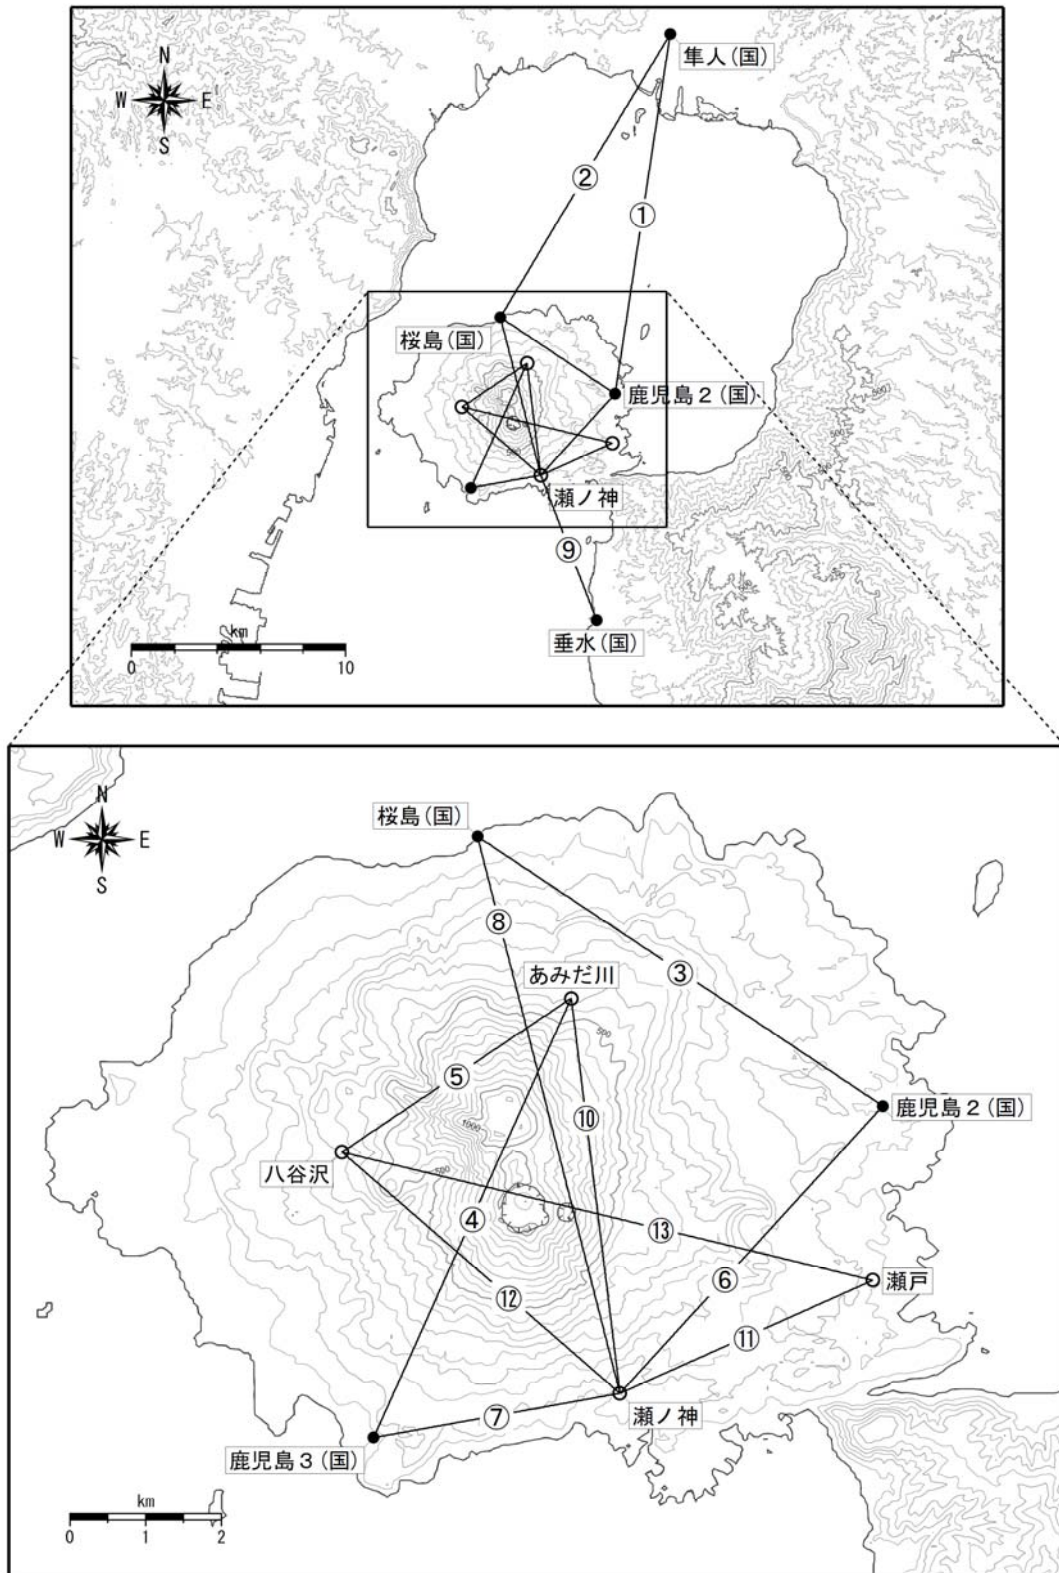 N
W E
S
隼人(国)
②
①
桜島(国)
鹿児島2(国)
500
500
500
瀬ノ神
⑨
km
0 10
垂水(国)
桜島(国)
N
W E
S
⑧
③
あみだ川
500
⑤
⑩
鹿児島2(国)
1000
八谷沢
500
④
⑬
⑥
瀬戸
⑫
⑪
瀬ノ神
⑦
鹿児島3(国)
km
0 1 2